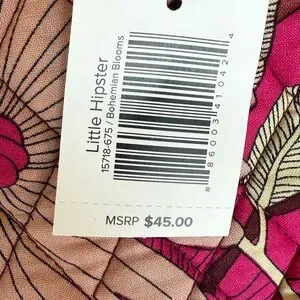 Little Hipster
15718-675 / Bohemian Blooms
8 86003 41042 4
MSRP $45.00